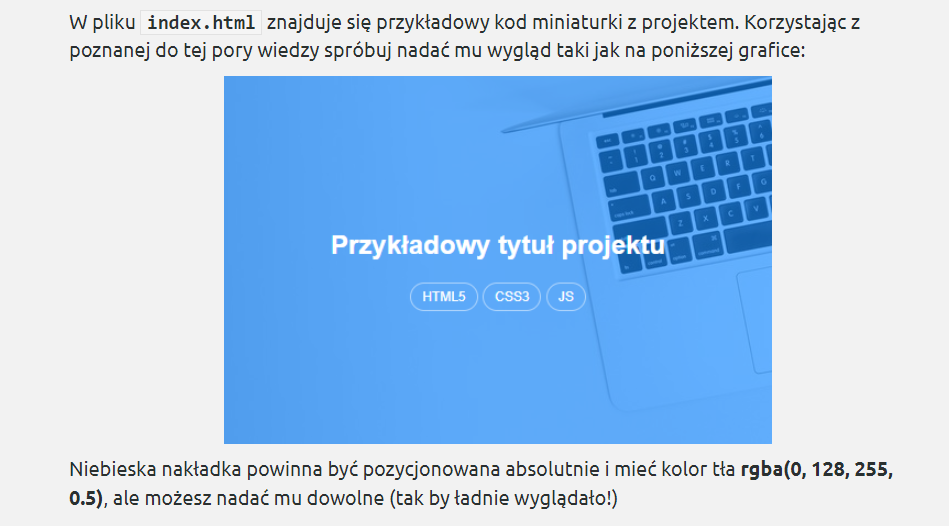 W pliku index.html znajduje się przykładowy kod miniaturki z projektem. Korzystając z
poznanej do tej pory wiedzy spróbuj nadać mu wygląd taki jak na poniższej grafice:
Przykładowy tytuł projektu
HTML5 CSS3 JS
Niebieska nakładka powinna być pozycjonowana absolutnie i mieć kolor tła rgba(0, 128, 255,
0.5), ale możesz nadać mu dowolne (tak by ładnie wyglądało!)